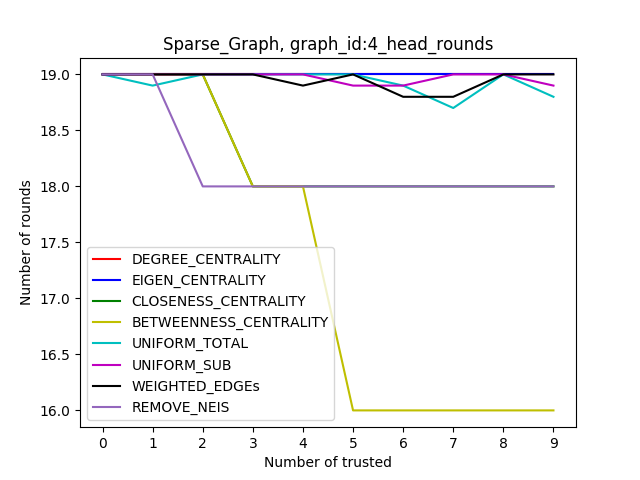 Sparse_Graph, graph_id:4_head_rounds
Number of rounds
19.0
18.5
18.0
17.5
17.0
16.5
16.0
DEGREE_CENTRALITY
EIGEN_CENTRALITY
CLOSENESS_CENTRALITY
BETWEENNESS_CENTRALITY
UNIFORM_TOTAL
UNIFORM_SUB
WEIGHTED_EDGEs
REMOVE_NEIS
0 1 2 3 4 5 6 7 8 9
Number of trusted